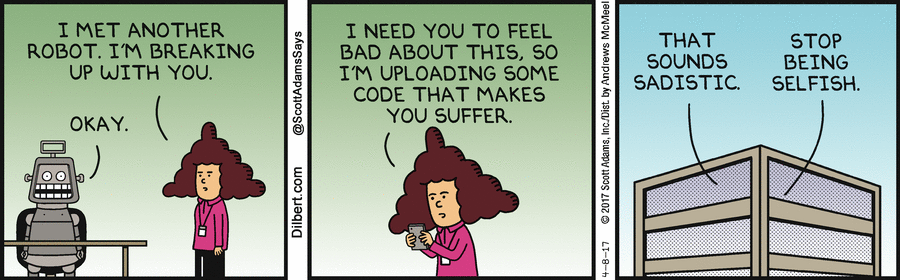 I MET ANOTHER
ROBOT. I'M BREAKING
UP WITH YOU.
OKAY.
Dilbert.com @ScottAdamsSays
I NEED YOU TO FEEL
BAD ABOUT THIS, SO
I'M UPLOADING SOME
CODE THAT MAKES
YOU SUFFER.
4-8-17 © 2017 Scott Adams, Inc./Dist. by Andrews McMeel
THAT
SOUNDS
SADISTIC.
STOP
BEING
SELFISH.